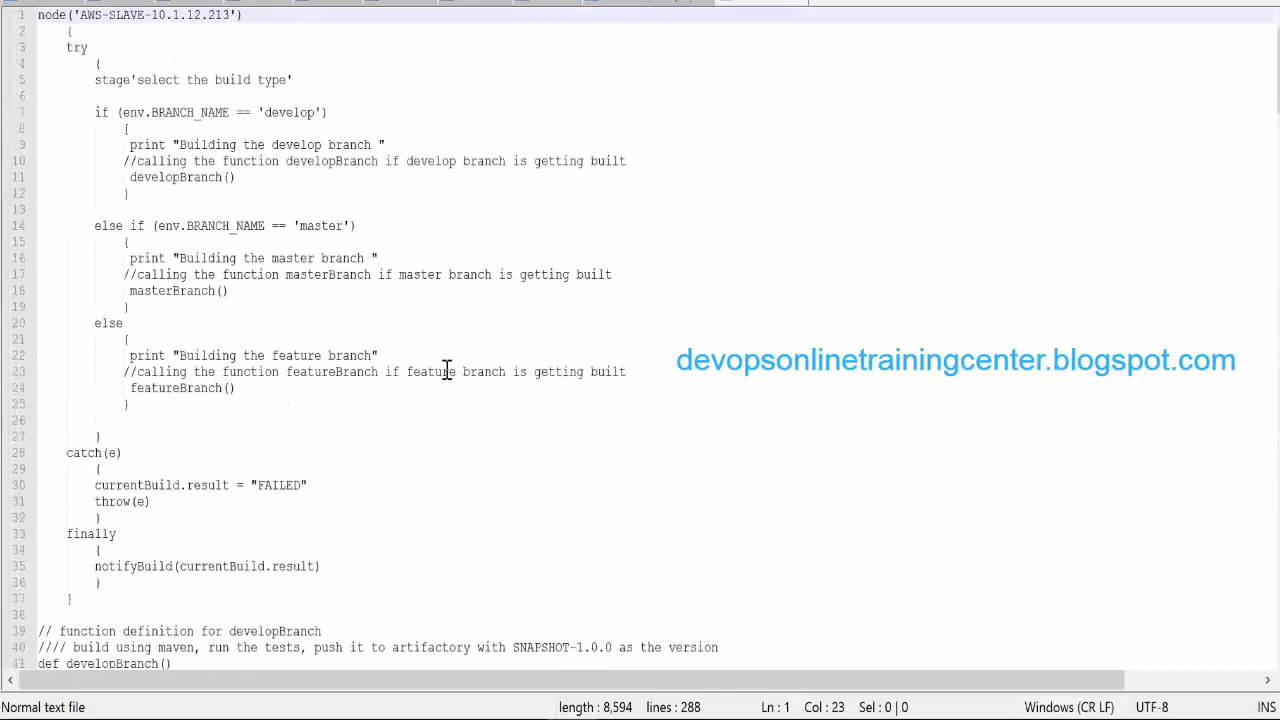 1 node('AWS-SLAVE-10.1.12.213')
2 {
3 try
4 {
5 stage'select the build type'
6
7 if (env.BRANCH_NAME == 'develop')
8 {
9 print "Building the develop branch "
10 //calling the function developBranch if develop branch is getting built
11 developBranch()
12 }
13
14 else if (env.BRANCH_NAME == 'master')
15 {
16 print "Building the master branch "
17 //calling the function masterBranch if master branch is getting built
18 masterBranch()
19 }
20 else
21 {
22 print "Building the feature branch"
23 //calling the function featureBranch if feature branch is getting built
devopsonlinetrainingcenter.blogspot.com
24 featureBranch()
25 }
26
27 }
28 catch(e)
29 {
30 currentBuild.result = "FAILED"
31 throw(e)
32 }
33 finally
34 {
35 notifyBuild(currentBuild.result)
36 }
37 }
38
39 // function definition for developBranch
40 //// build using maven, run the tests, push it to artifactory with SNAPSHOT-1.0.0 as the version
41 def developBranch()
Normal text file length : 8,594 lines : 288 Ln : 1 Col : 23 Sel : 0 | 0 Windows (CR LF) UTF-8 INS